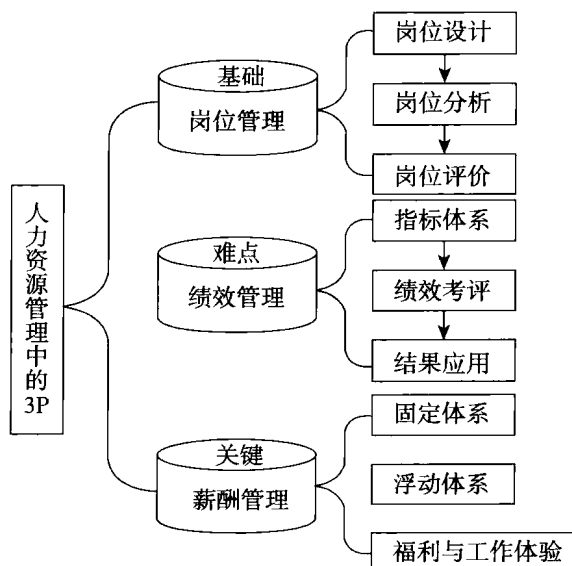 人力资源管理中的3P
基础
岗位管理
岗位设计
岗位分析
岗位评价
难点
绩效管理
指标体系
绩效考评
结果应用
关键
薪酬管理
固定体系
浮动体系
福利与工作体验